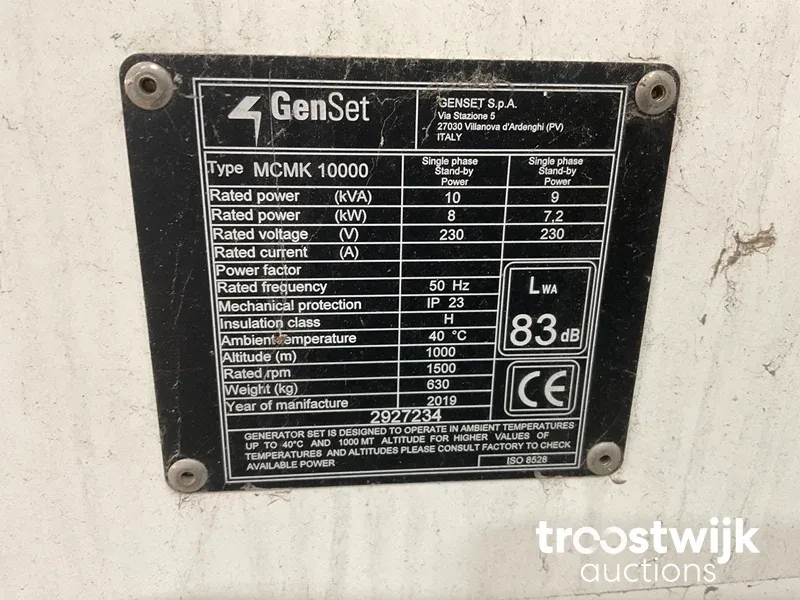 GenSet
GENSET S.p.A.
Via Stazione 5
27030 Villanova d'Ardenghi (PV)
ITALY
Type MCMK 10000
Single phase Stand-by Power
Single phase Stand-by Power
Rated power (kVA) 10 9
Rated power (kW) 8 7,2
Rated voltage (V) 230 230
Rated current (A)
Power factor
Rated frequency 50 Hz
Mechanical protection IP 23
Insulation class H
Ambient temperature 40 °C
Altitude (m) 1000
Rated rpm 1500
Weight (kg) 630
Year of manifacture 2019
LWA
83 dB
CE
2927234
GENERATOR SET IS DESIGNED TO OPERATE IN AMBIENT TEMPERATURES
UP TO 40°C AND 1000 MT ALTITUDE FOR HIGHER VALUES OF
TEMPERATURES AND ALTITUDES PLEASE CONSULT FACTORY TO CHECK
AVAILABLE POWER
ISO 8528
troostwijk
auctions